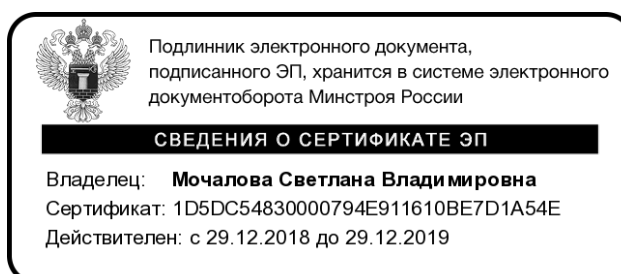 Подлинник электронного документа,
подписанного ЭП, хранится в системе электронного
документооборота Минстроя России
СВЕДЕНИЯ О СЕРТИФИКАТЕ ЭП
Владелец: Мочалова Светлана Владимировна
Сертификат: 1D5DC54830000794E911610BE7D1A54E
Действителен: с 29.12.2018 до 29.12.2019